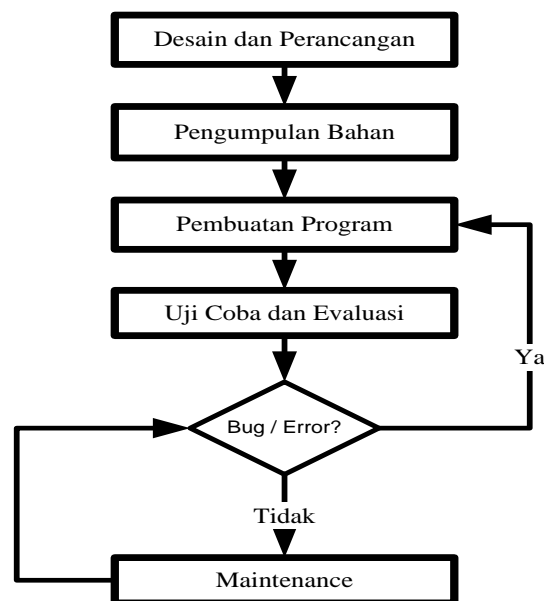 Desain dan Perancangan
Pengumpulan Bahan
Pembuatan Program
Uji Coba dan Evaluasi
Ya
Bug / Error?
Tidak
Maintenance